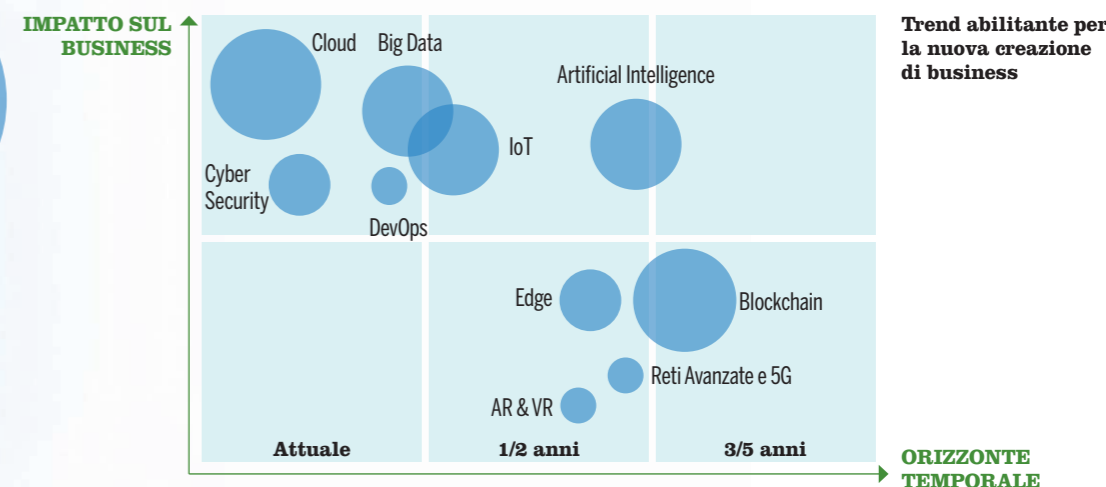 IMPATTO SUL
BUSINESS
Cloud
Big Data
Artificial Intelligence
Trend abilitante per
la nuova creazione
di business
IoT
Cyber
Security
DevOps
Edge
Blockchain
Reti Avanzate e 5G
AR & VR
Attuale
1/2 anni
3/5 anni
ORIZZONTE
TEMPORALE